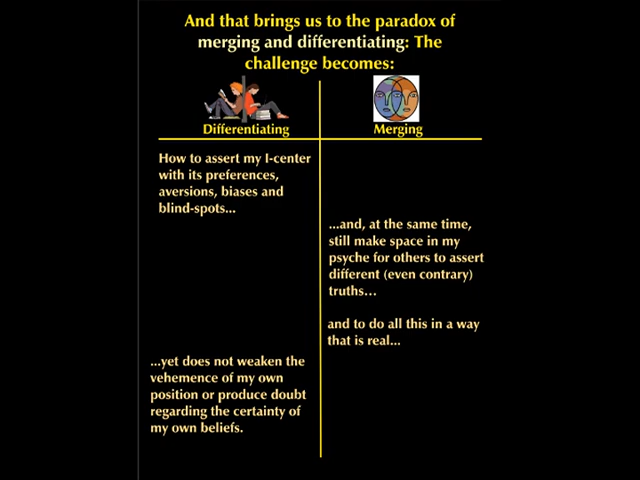 And that brings us to the paradox of
merging and differentiating: The
challenge becomes:
Differentiating
Merging
How to assert my I-center
with its preferences,
aversions, biases and
blind-spots...
...and, at the same time,
still make space in my
psyche for others to assert
different (even contrary)
truths...
and to do all this in a way
that is real...
...yet does not weaken the
vehemence of my own
position or produce doubt
regarding the certainty of
my own beliefs.